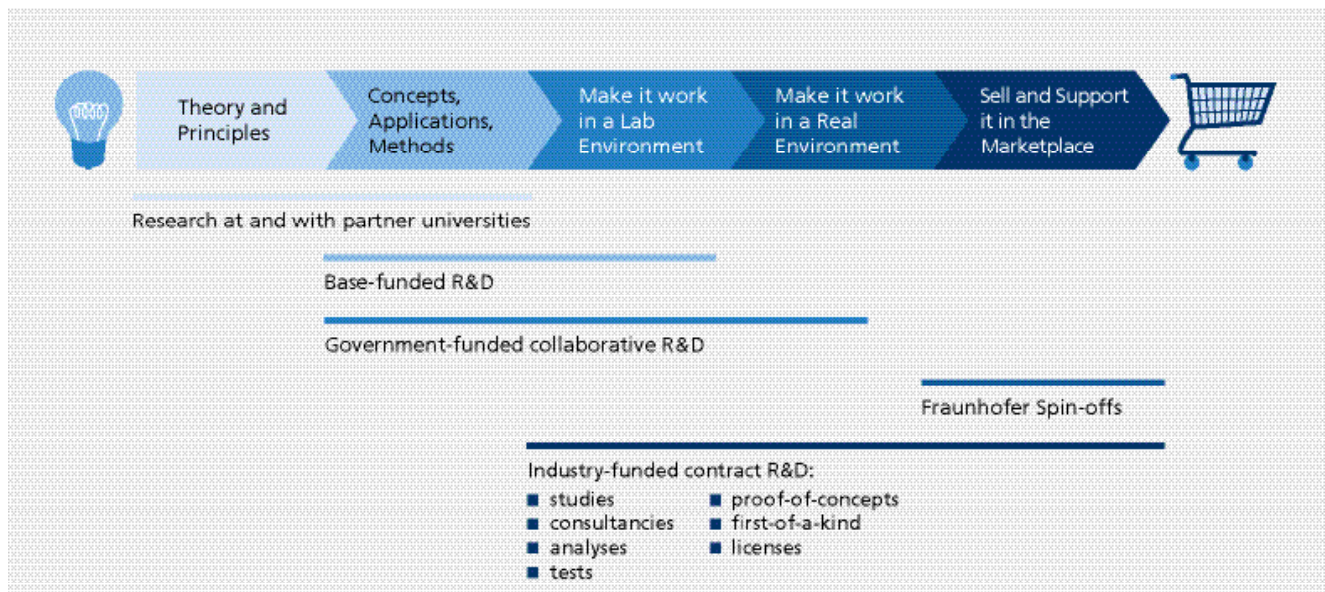 Theory and
Principles
Concepts,
Applications,
Methods
Make it work
in a Lab
Environment
Make it work
in a Real
Environment
Sell and Support
it in the
Marketplace
Research at and with partner universities
Base-funded R&D
Government-funded collaborative R&D
Fraunhofer Spin-offs
Industry-funded contract R&D:
studies
consultancies
analyses
tests
proof-of-concepts
first-of-a-kind
licenses